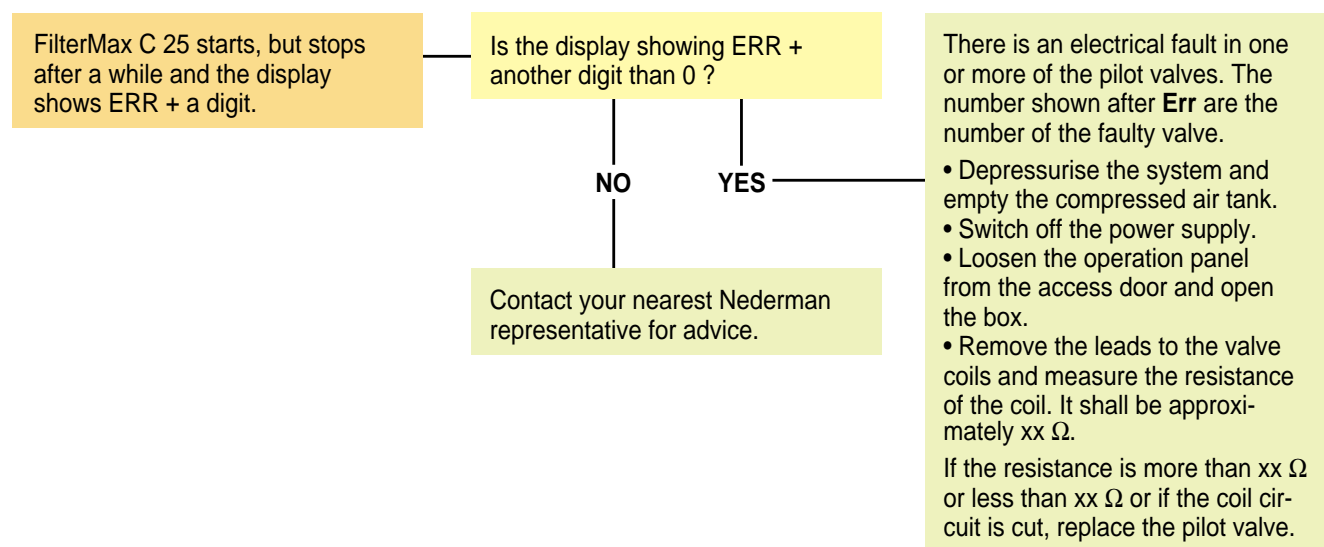 FilterMax C 25 starts, but stops
after a while and the display
shows ERR + a digit.
Is the display showing ERR +
another digit than 0 ?
NO
YES
Contact your nearest Nederman
representative for advice.
There is an electrical fault in one
or more of the pilot valves. The
number shown after Err are the
number of the faulty valve.
• Depressurise the system and
empty the compressed air tank.
• Switch off the power supply.
• Loosen the operation panel
from the access door and open
the box.
• Remove the leads to the valve
coils and measure the resistance
of the coil. It shall be approxi-
mately xx Ω.
If the resistance is more than xx Ω
or less than xx Ω or if the coil cir-
cuit is cut, replace the pilot valve.